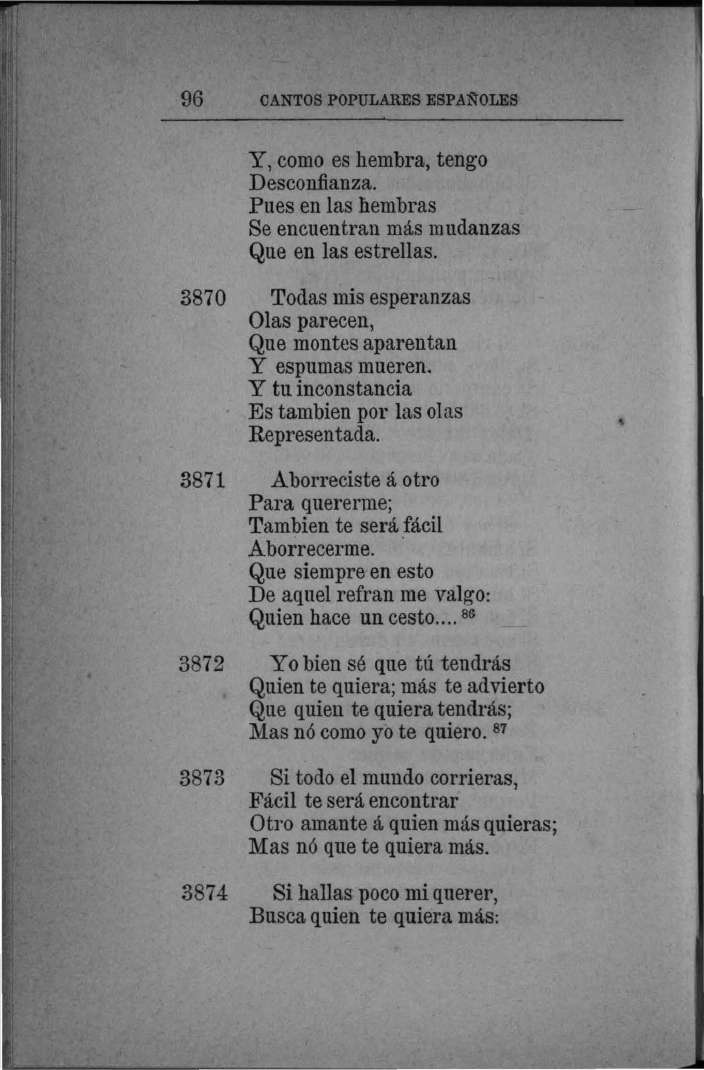 96 CANTOS POPULARES ESPAÑOLES
Y, como es hembra, tengo
Desconfianza.
Pues en las hembras
Se encuentran más mudanzas
Que en las estrellas.
3870 Todas mis esperanzas
Olas parecen,
Que montes aparentan
Y espumas mueren.
Y tu inconstancia
Es tambien por las olas
Representada.
3871 Aborreciste á otro
Para quererme;
Tambien te será fácil
Aborrecerme.
Que siempre en esto
De aquel refran me valgo:
Quien hace un cesto.... 86
3872 Yo bien sé que tú tendrás
Quien te quiera; más te advierto
Que quien te quiera tendrás;
Mas nó como yo te quiero. 87
3873 Si todo el mundo corrieras,
Fácil te será encontrar
Otro amante á quien más quieras;
Mas nó que te quiera más.
3874 Si hallas poco mi querer,
Busca quien te quiera más: